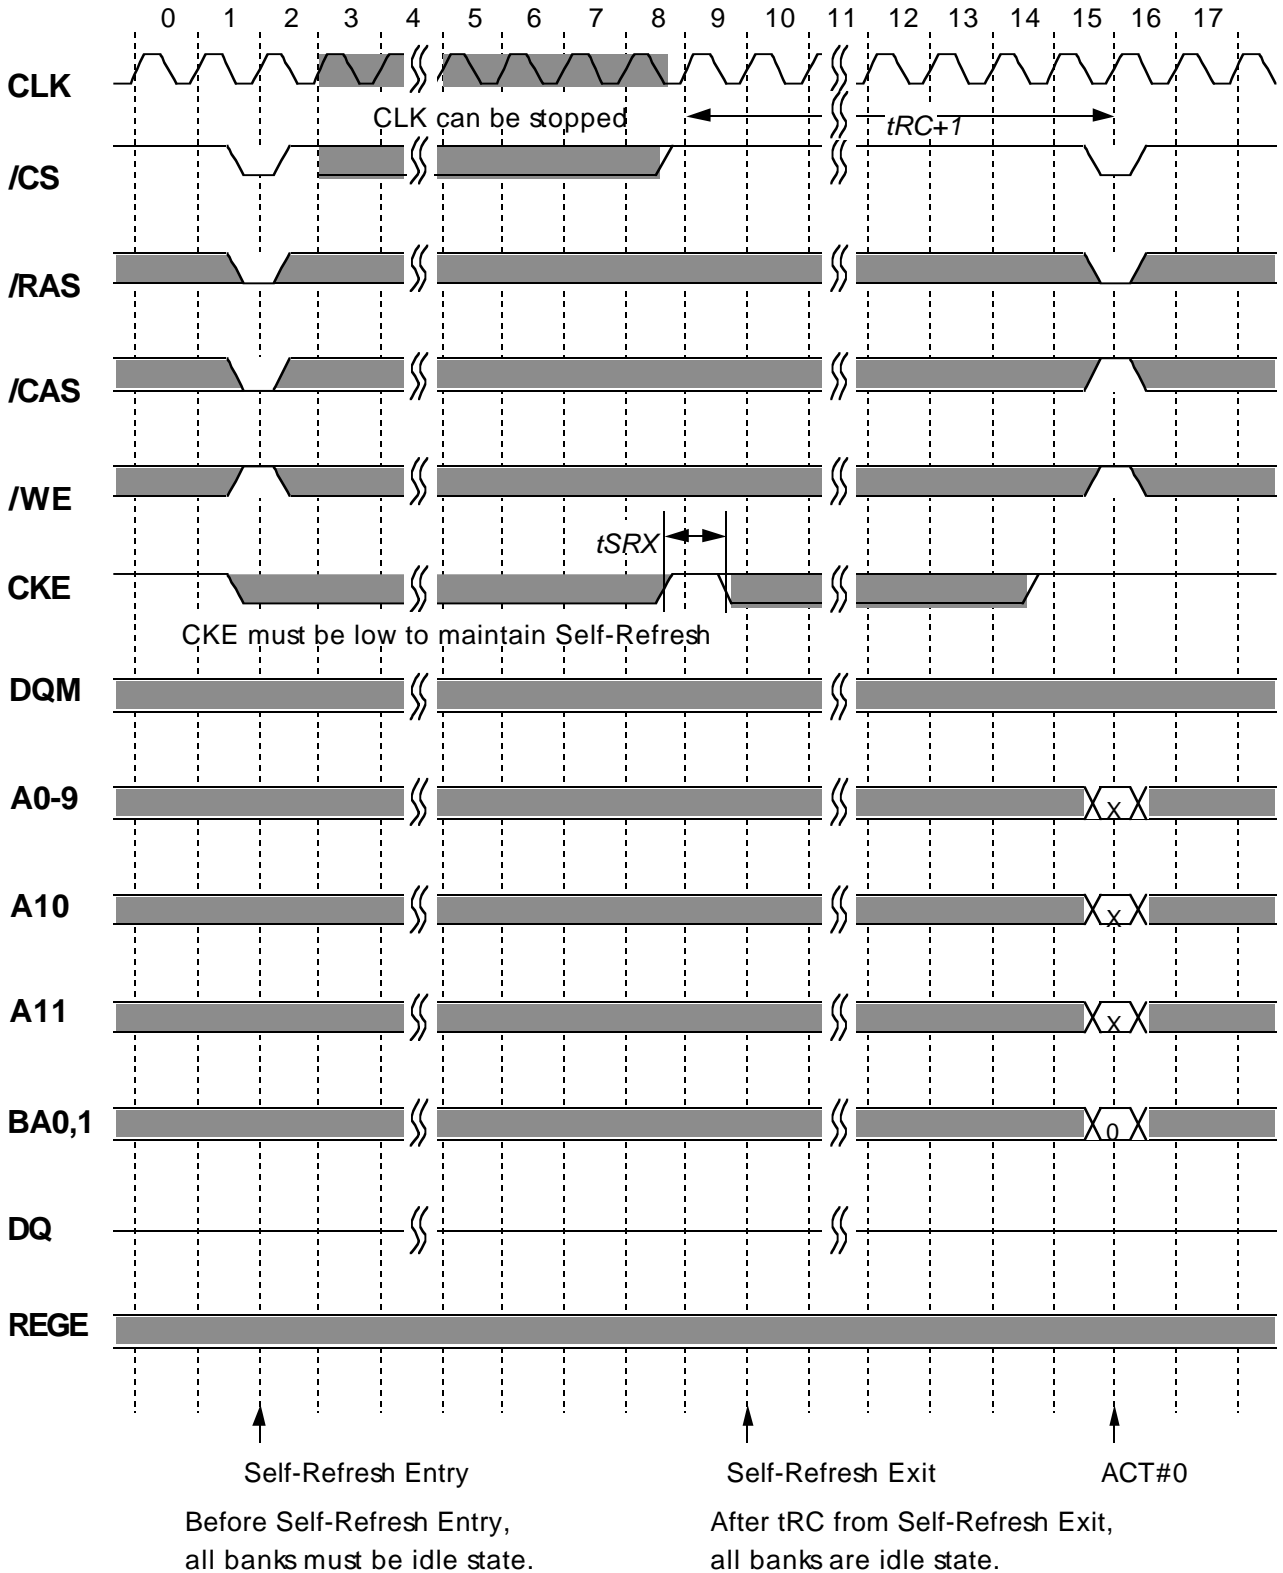 0 1 2 3 4 5 6 7 8 9 10 11 12 13 14 15 16 17
CLK
CLK can be stopped
tRC+1
/CS
/RAS
/CAS
/WE
tSRX
CKE
CKE must be low to maintain Self-Refresh
DQM
A0-9
X
A10
X
A11
X
BA0,1
0
DQ
REGE
Self-Refresh Entry Self-Refresh Exit ACT#0
Before Self-Refresh Entry,
all banks must be idle state.
After tRC from Self-Refresh Exit,
all banks are idle state.